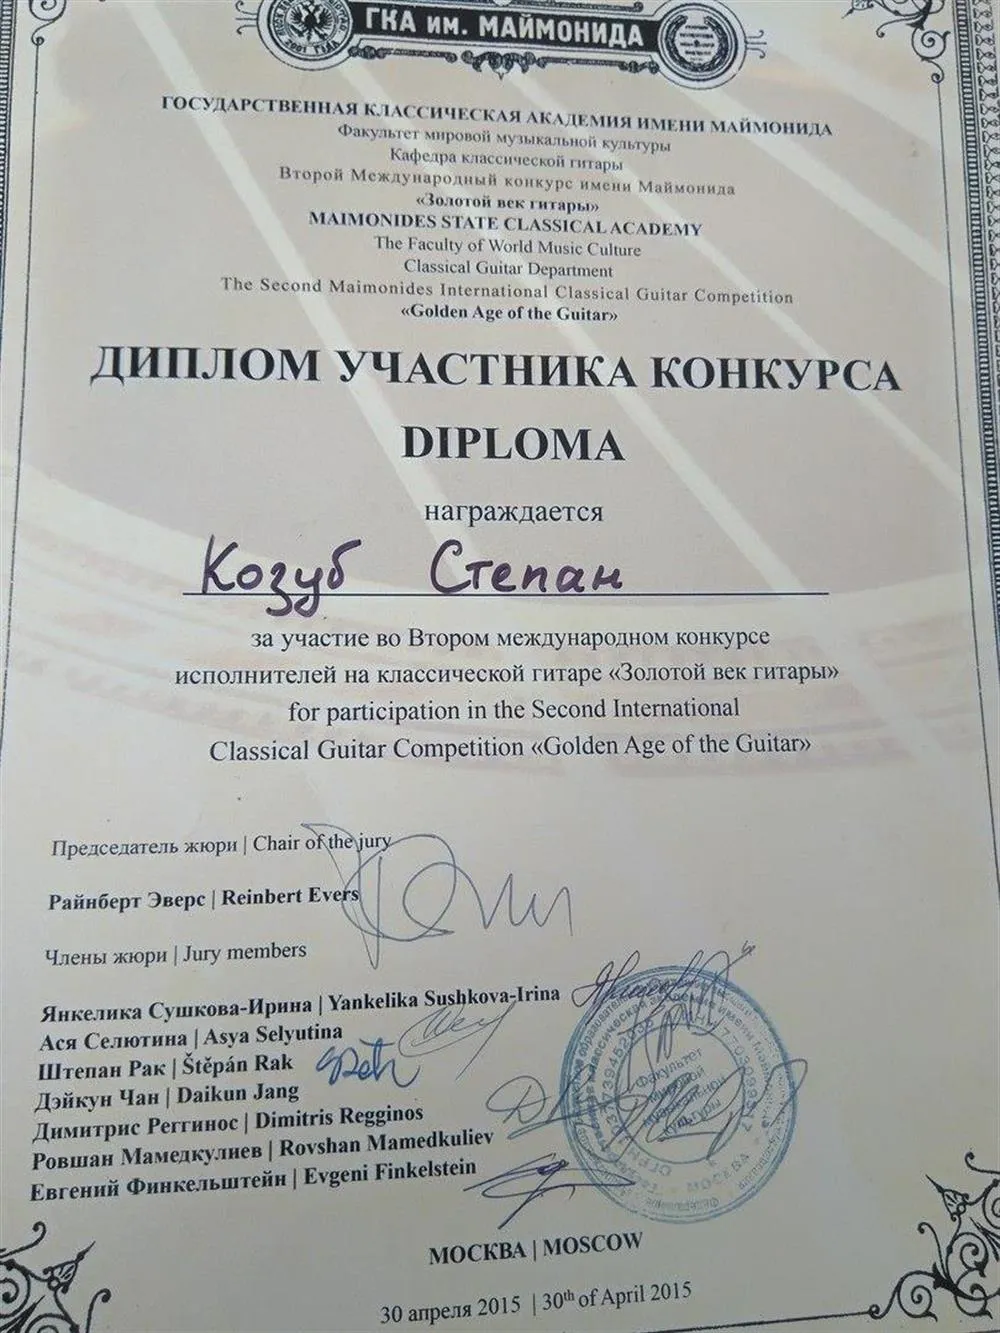 ГКА им. МАЙМОНИДА
ГОСУДАРСТВЕННАЯ КЛАССИЧЕСКАЯ АКАДЕМИЯ ИМЕНИ МАЙМОНИДА
Факультет мировой музыкальной культуры
Кафедра классической гитары
Второй Международный конкурс имени Маймонида
«Золотой век гитары»
MAIMONIDES STATE CLASSICAL ACADEMY
The Faculty of World Music Culture
Classical Guitar Department
The Second Maimonides International Classical Guitar Competition
«Golden Age of the Guitar»
ДИПЛОМ УЧАСТНИКА КОНКУРСА
DIPLOMA
награждается
Козуб Степан
за участие во Втором международном конкурсе
исполнителей на классической гитаре «Золотой век гитары»
for participation in the Second International
Classical Guitar Competition «Golden Age of the Guitar»
Председатель жюри | Chair of the jury
Райнберт Эверс | Reinbert Evers
Члены жюри | Jury members
Янкелика Сушкова-Ирина | Yankelika Sushkova-Irina
Ася Селютина | Asya Selyutina
Штепан Рак | Štěpán Rak
Дэйкун Чан | Daikun Jang
Димитрис Реггинос | Dimitris Regginos
Ровшан Мамедкулиев | Rovshan Mamedkuliev
Евгений Финкельштейн | Evgeni Finkelstein
Факультет
мировой
музыкальной
культуры
МОСКВА
МОСКВА | MOSCOW
30 апреля 2015 | 30th of April 2015